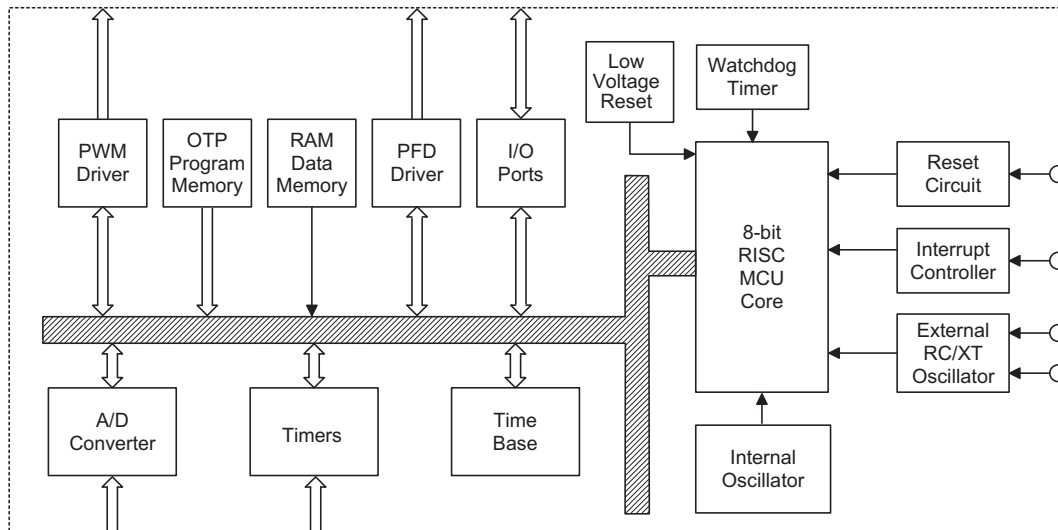 Low
Voltage
Reset
Watchdog
Timer
PWM
Driver
OTP
Program
Memory
RAM
Data
Memory
PFD
Driver
I/O
Ports
8-bit
RISC
MCU
Core
Reset
Circuit
Interrupt
Controller
External
RC/XT
Oscillator
A/D
Converter
Timers
Time
Base
Internal
Oscillator